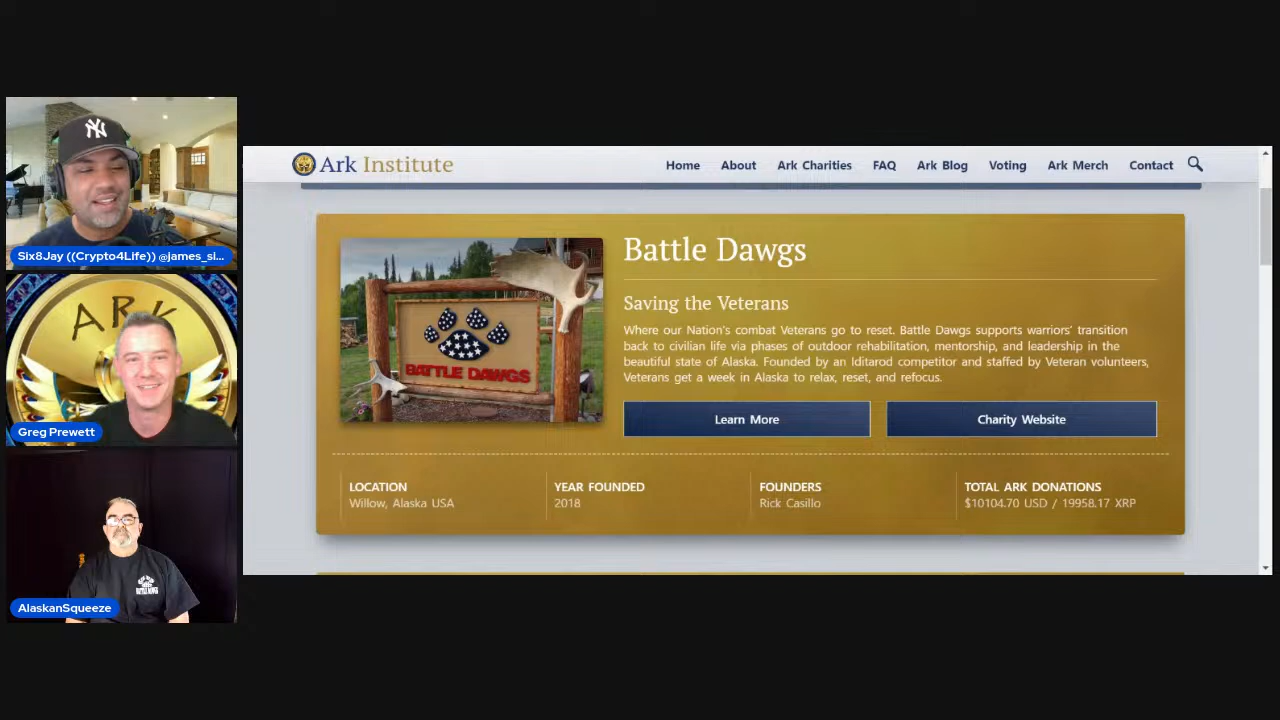 NY
Six8Jay ((Crypto4Life)) @james_sl...
ARK
Greg Prewett
BATTLE DAWGS
AlaskanSqueeze
Ark Institute
Home About Ark Charities FAQ Ark Blog Voting Ark Merch Contact
BATTLE DAWGS
Battle Dawgs
Saving the Veterans
Where our Nation's combat Veterans go to reset. Battle Dawgs supports warriors' transition
back to civilian life via phases of outdoor rehabilitation, mentorship, and leadership in the
beautiful state of Alaska. Founded by an Iditarod competitor and staffed by Veteran volunteers,
Veterans get a week in Alaska to relax, reset, and refocus.
Learn More Charity Website
LOCATION YEAR FOUNDED FOUNDERS TOTAL ARK DONATIONS
Willow, Alaska USA 2018 Rick Casillo $10104.70 USD / 19958.17 XRP